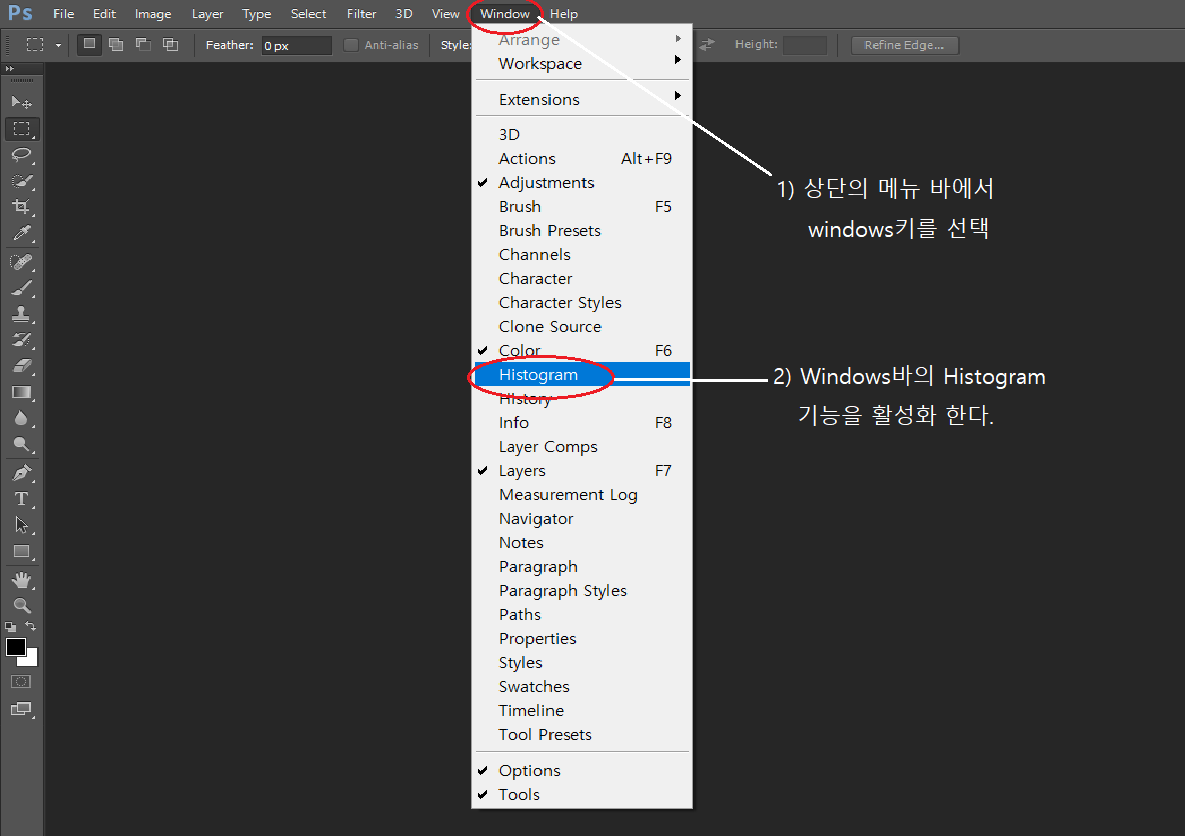 Ps File Edit Image Layer Type Select Filter 3D View Window Help
Feather: 0 px Anti-alias Style: Height: Refine Edge...
Arrange
Workspace
Extensions
3D
Actions Alt+F9
Adjustments
Brush F5
Brush Presets
Channels
Character
Character Styles
Clone Source
Color F6
Histogram
History
Info F8
Layer Comps
Layers F7
Measurement Log
Navigator
Notes
Paragraph
Paragraph Styles
Paths
Properties
Styles
Swatches
Timeline
Tool Presets
Options
Tools
1) 상단의 메뉴 바에서
windows키를 선택
2) Windows바의 Histogram
기능을 활성화 한다.